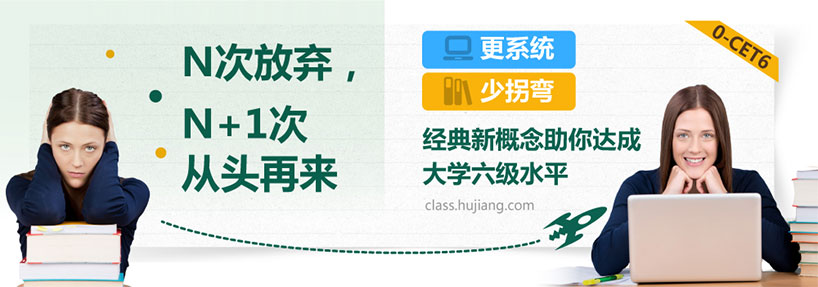 N次放弃，
N+1次
从头再来
更系统
少拐弯
经典新概念助你达成
大学六级水平
class.hujiang.com
0-CET6